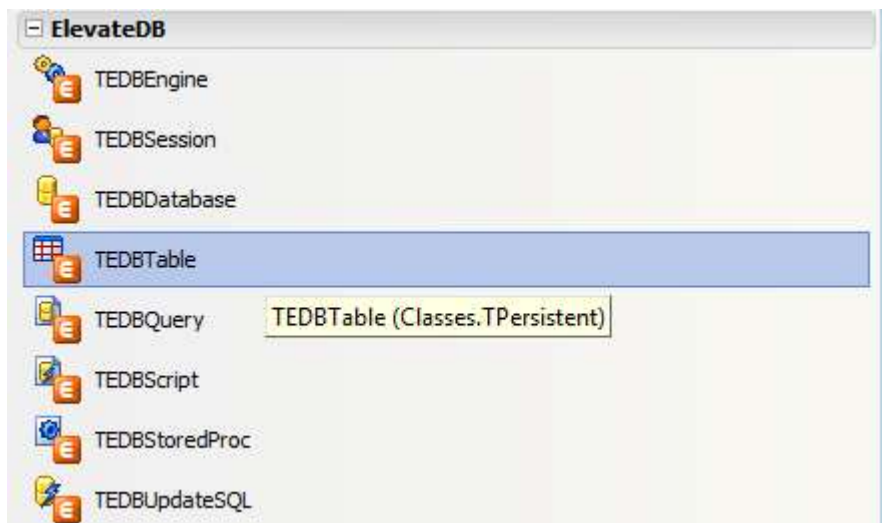 ElevateDB
TEDBEngine
TEDBSession
TEDBDatabase
TEDBTable
TEDBQuery
TEDBTable (Classes.TPersistent)
TEDBScript
TEDBStoredProc
TEDBUpdateSQL